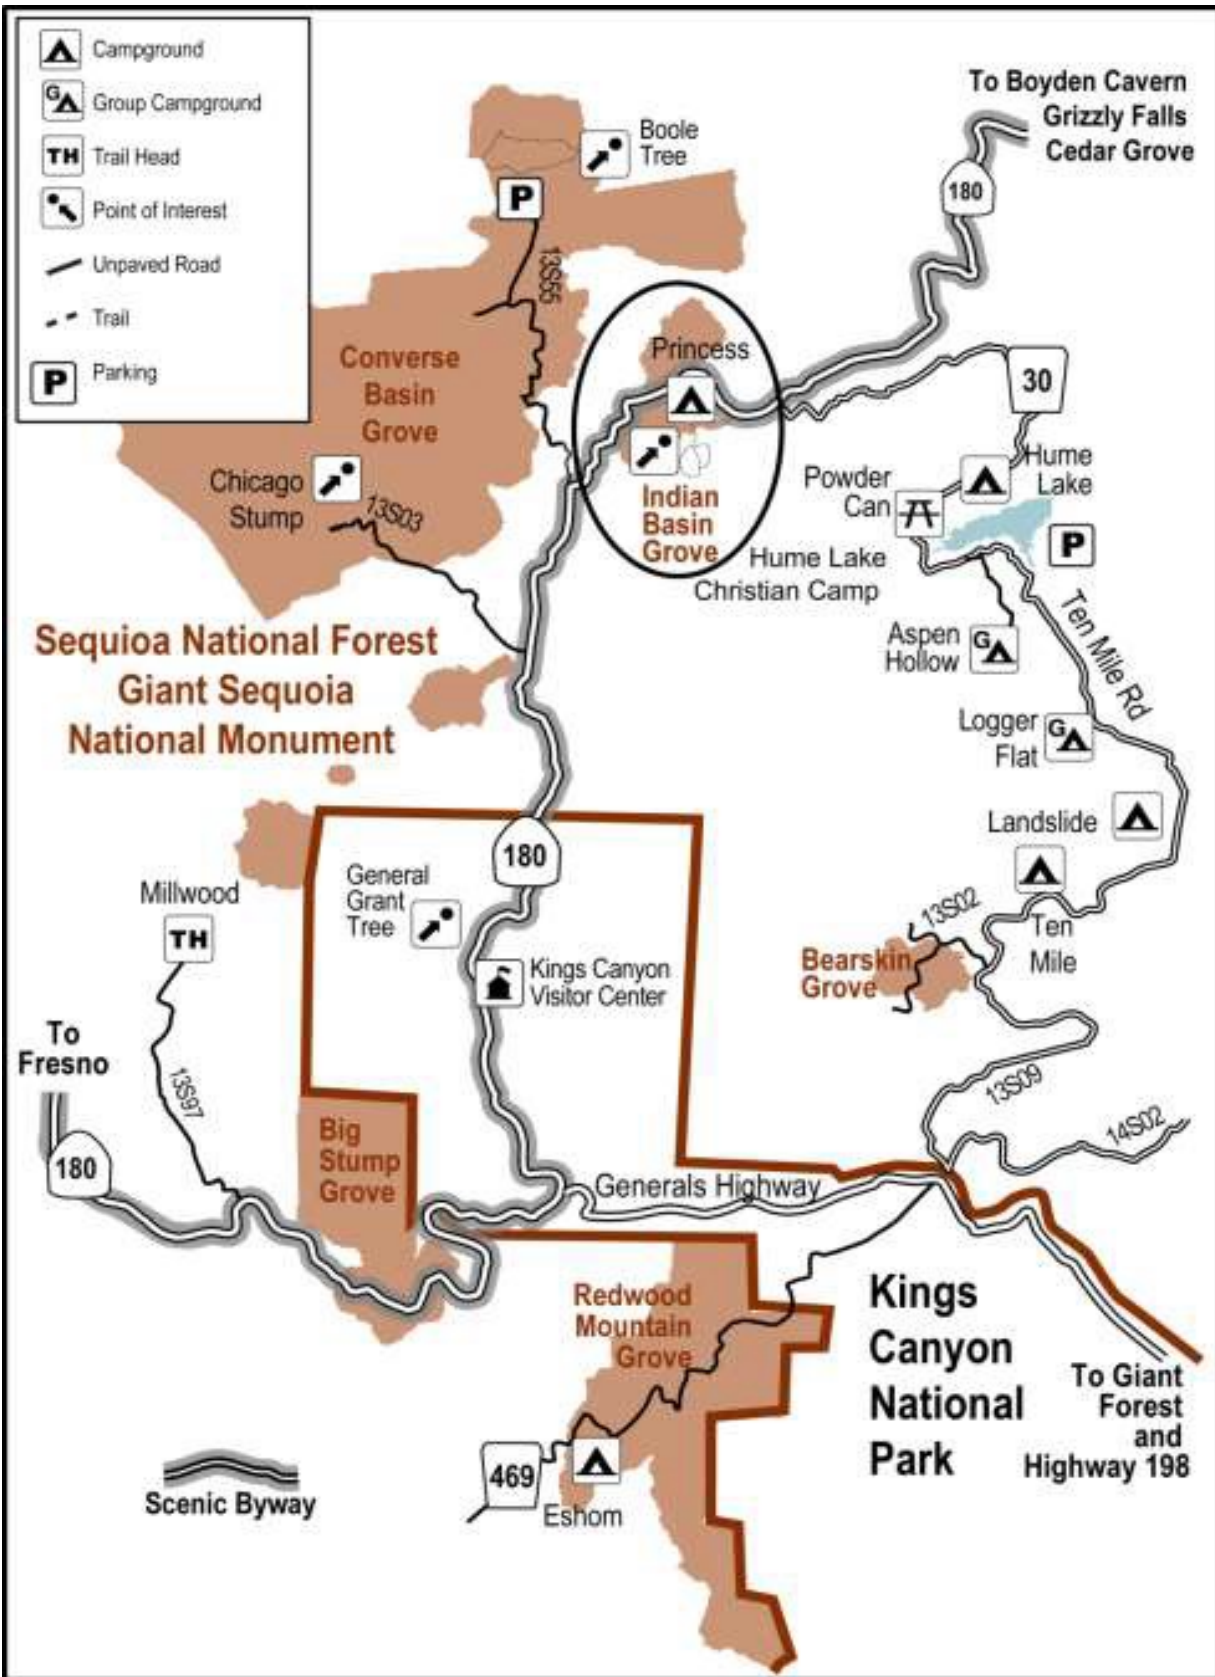 Campground
G
Group Campground
TH
Trail Head
Point of Interest
Unpaved Road
Trail
P
Parking
To Boyden Cavern
Grizzly Falls
Cedar Grove
180
Boole
Tree
P
13S55
Converse
Basin
Grove
Princess
30
Chicago
Stump
13S03
Indian
Basin
Grove
Powder
Can
Hume
Lake
P
Hume Lake
Christian Camp
Aspen
Hollow
G
Ten Mile Rd
Sequioa National Forest
Giant Sequoia
National Monument
Logger
Flat
G
Landslide
180
General
Grant
Tree
Millwood
TH
13S02
Ten
Mile
Bearskin
Grove
Kings Canyon
Visitor Center
To
Fresno
13S97
13S09
14S02
180
Big
Stump
Grove
Generals Highway
Redwood
Mountain
Grove
Kings
Canyon
National
Park
To Giant
Forest
and
Highway 198
469
Eshom
Scenic Byway